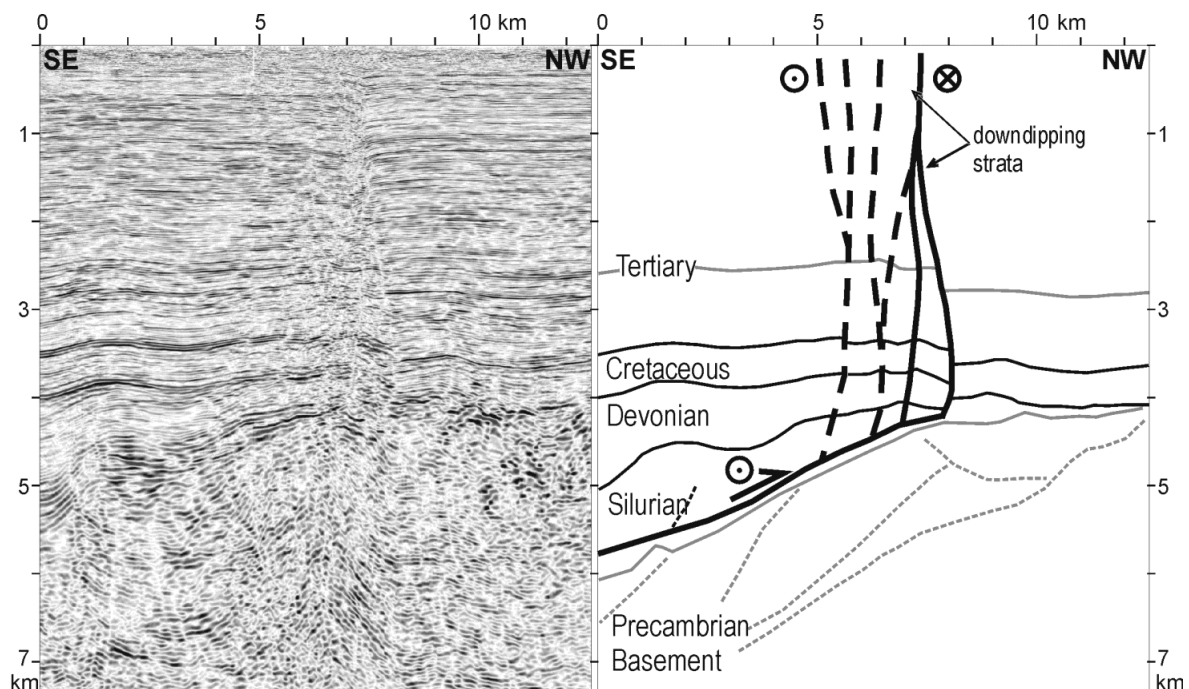 0 5 10 km
SE NW
1
3
5
7
km
0 5 10 km
SE NW
1
downdipping
strata
Tertiary
3
Cretaceous
Devonian
5
Silurian
Precambrian
Basement
7
km